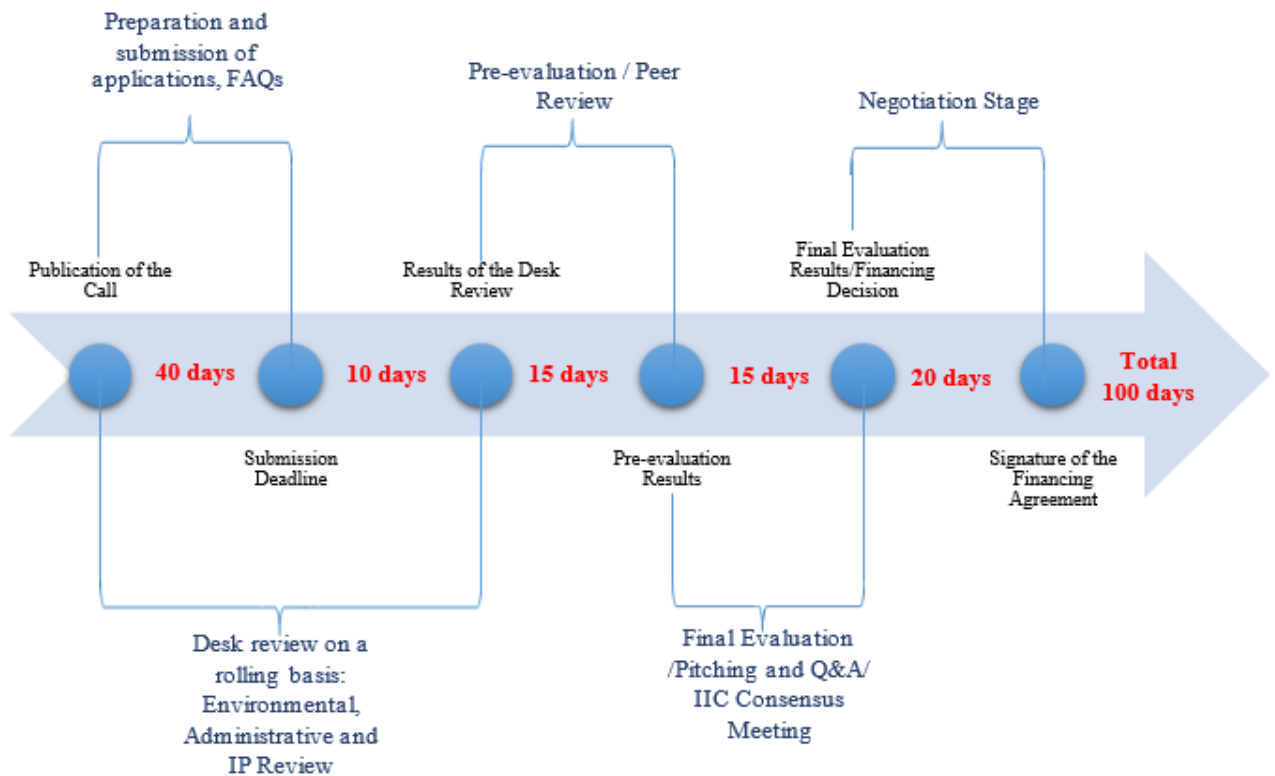 Preparation and
submission of
applications, FAQs
Pre-evaluation / Peer
Review
Negotiation Stage
Publication of the
Call
Results of the Desk
Review
Final Evaluation
Results/Financing
Decision
40 days
10 days
15 days
15 days
20 days
Total
100 days
Submission
Deadline
Pre-evaluation
Results
Signature of the
Financing
Agreement
Desk review on a
rolling basis:
Environmental,
Administrative and
IP Review
Final Evaluation
/Pitching and Q&A/
IIC Consensus
Meeting